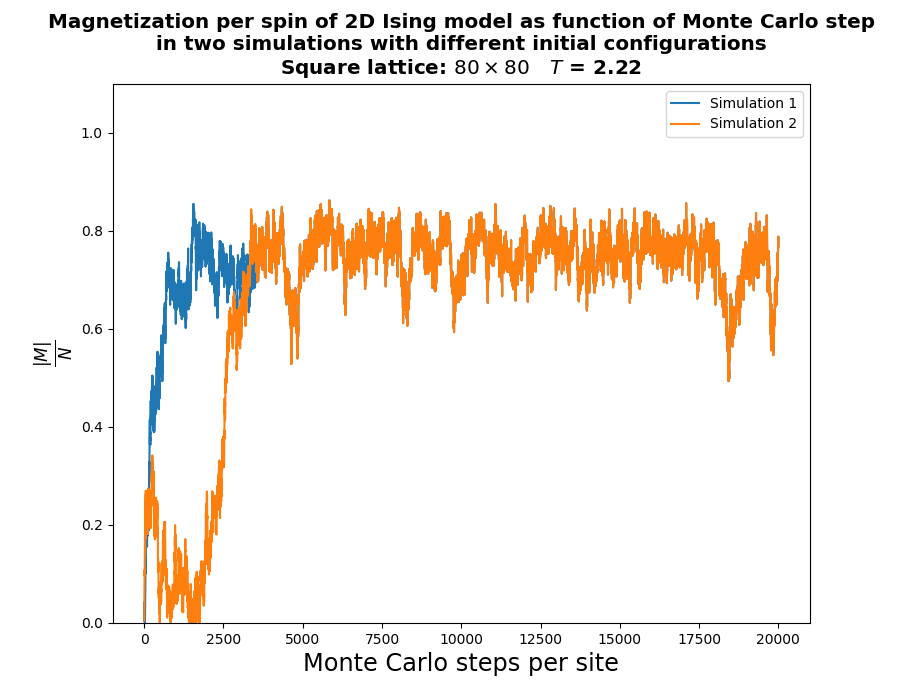 Magnetization per spin of 2D Ising model as function of Monte Carlo step
in two simulations with different initial configurations
Square lattice: 80 × 80 T = 2.22
Simulation 1
Simulation 2
1.0
0.8
0.6
0.4
0.2
0.0
|M|
N
0 2500 5000 7500 10000 12500 15000 17500 20000
Monte Carlo steps per site